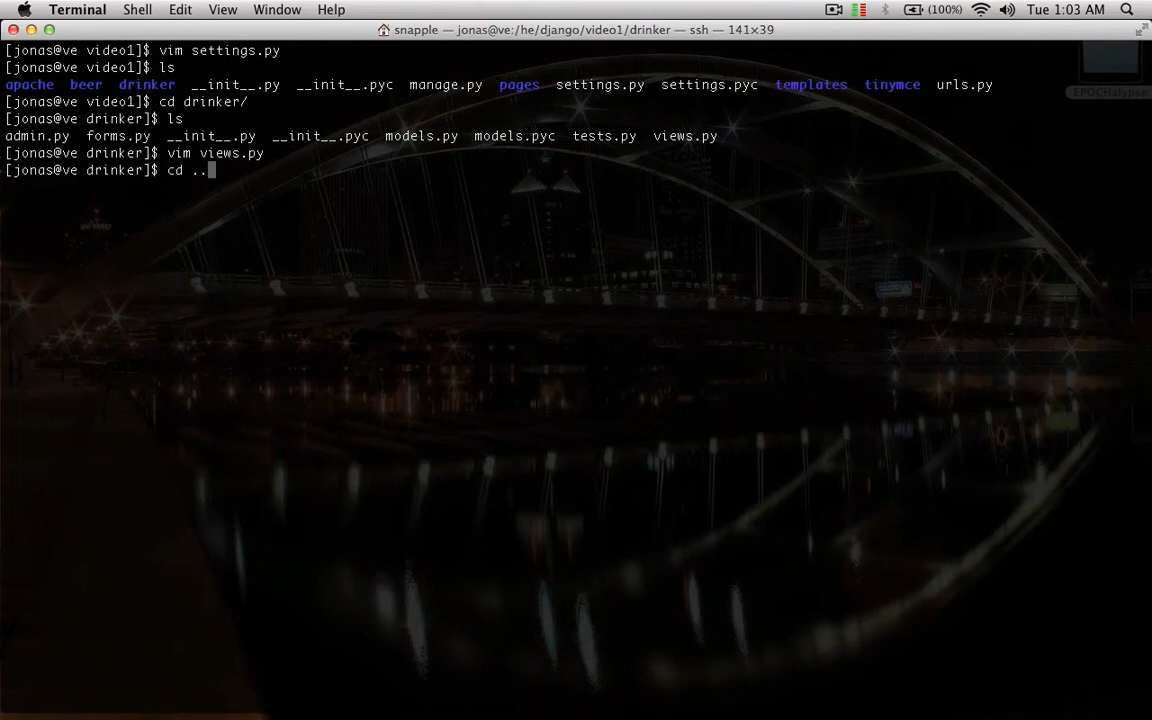 Terminal Shell Edit View Window Help (100%) Tue 1:03 AM
snapple — jonas@ve:/he/django/video1/drinker — ssh — 141×39
[jonas@ve video1]$ vim settings.py
[jonas@ve video1]$ ls
apache beer drinker __init__.py __init__.pyc manage.py pages settings.py settings.pyc templates tinymce urls.py
[jonas@ve video1]$ cd drinker/
[jonas@ve drinker]$ ls
admin.py forms.py __init__.py __init__.pyc models.py models.pyc tests.py views.py
[jonas@ve drinker]$ vim views.py
[jonas@ve drinker]$ cd ..
EPOCHalypse